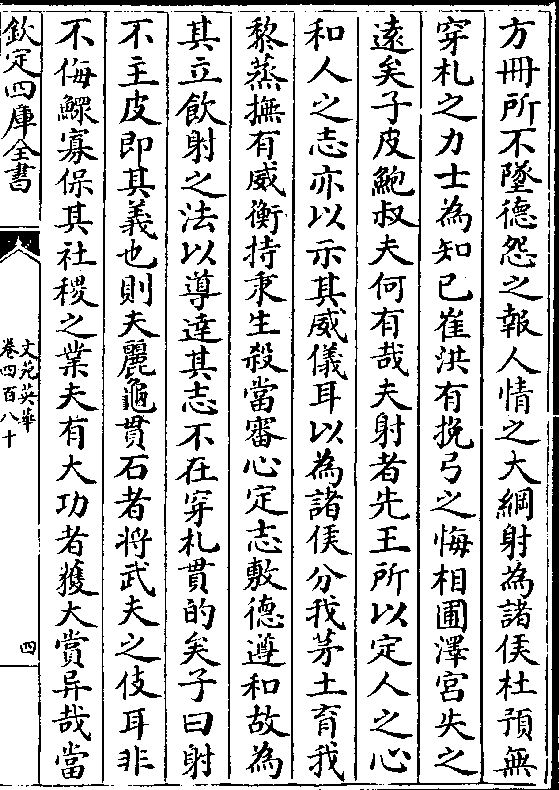 方冊所不墜德怨之報人情之大綱射為諸侯杜預無
穿札之力士為知已崔洪有挽弓之悔相圃澤宮失之
逺矣子皮鮑叔夫何有哉夫射者先王所以定人之心
和人之志亦以示其威儀耳以為諸侯分我茅土育我
黎蒸撫有威衡持秉生殺當審心定志敷德遵和故為
其立飲射之法以導達其志不在穿札貫的矣子曰射
不主皮即其義也則夫麗龜貫石者將武夫之伎耳非
不侮鰥寡保其社稷之業夫有大功者獲大賞异哉當
欽定四庫全書
文苑英華
卷四百八十
四